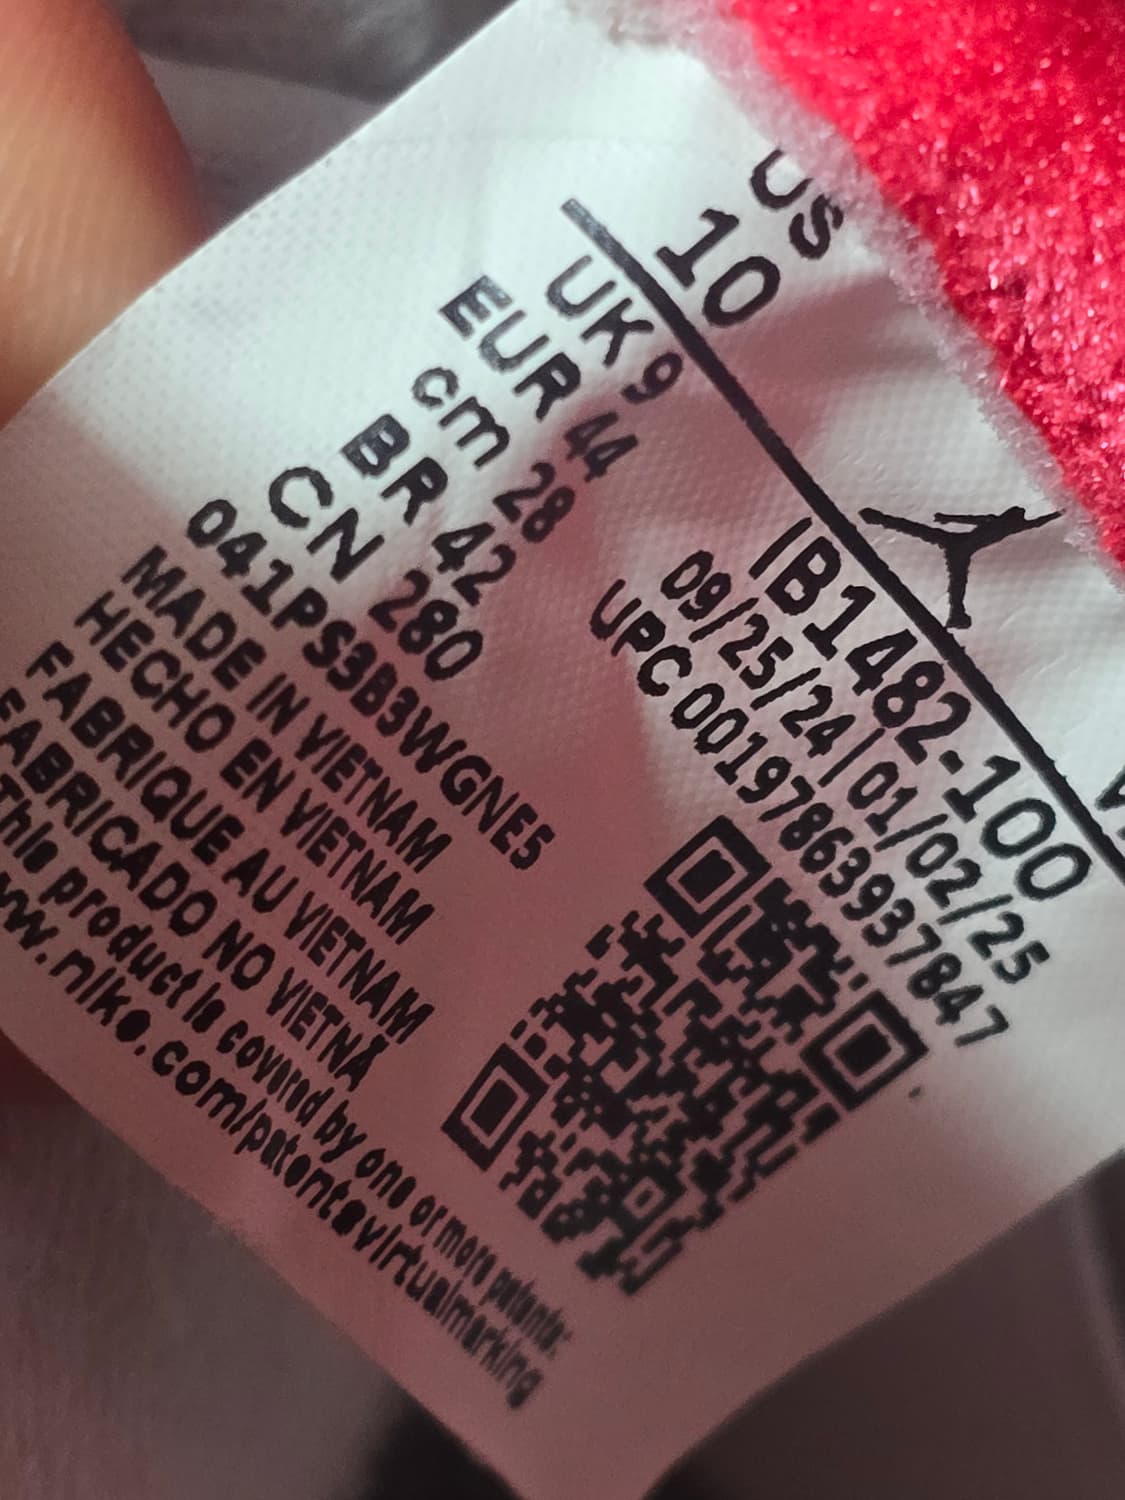 US
10
UK 9
EUR 44
cm 28
BR 42
CN 280
041PS3B3WGNE5
MADE IN VIETNAM
HECHO EN VIETNAM
FABRIQUE AU VIETNAM
FABRICADO NO VIETNÃ
This product is covered by one or more patents:
www.nike.com/patentsvirtualmarking
IB1482-100
09/25/24|01/02/25
UPC 00197863937847